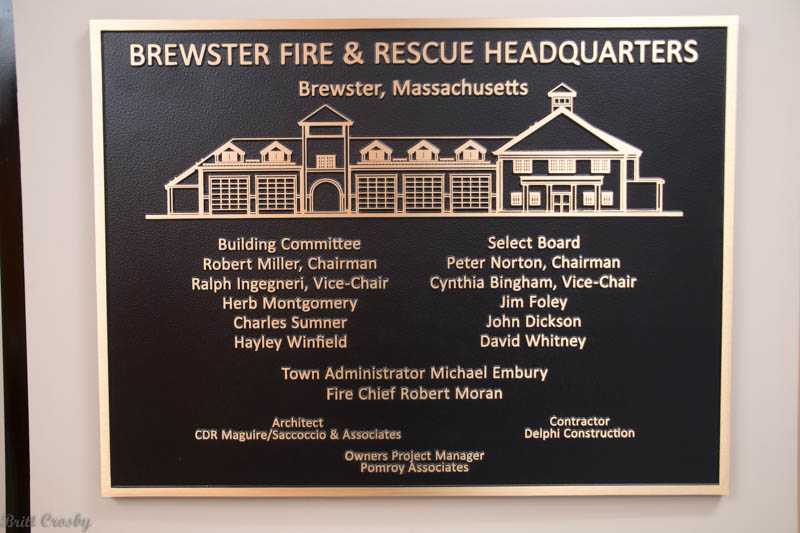 BREWSTER FIRE & RESCUE HEADQUARTERS
Brewster, Massachusetts
Building Committee
Robert Miller, Chairman
Ralph Ingegneri, Vice-Chair
Herb Montgomery
Charles Sumner
Hayley Winfield
Select Board
Peter Norton, Chairman
Cynthia Bingham, Vice-Chair
Jim Foley
John Dickson
David Whitney
Town Administrator Michael Embury
Fire Chief Robert Moran
Architect
CDR Maguire/Saccoccio & Associates
Contractor
Delphi Construction
Owners Project Manager
Pomroy Associates
Britt Crosby